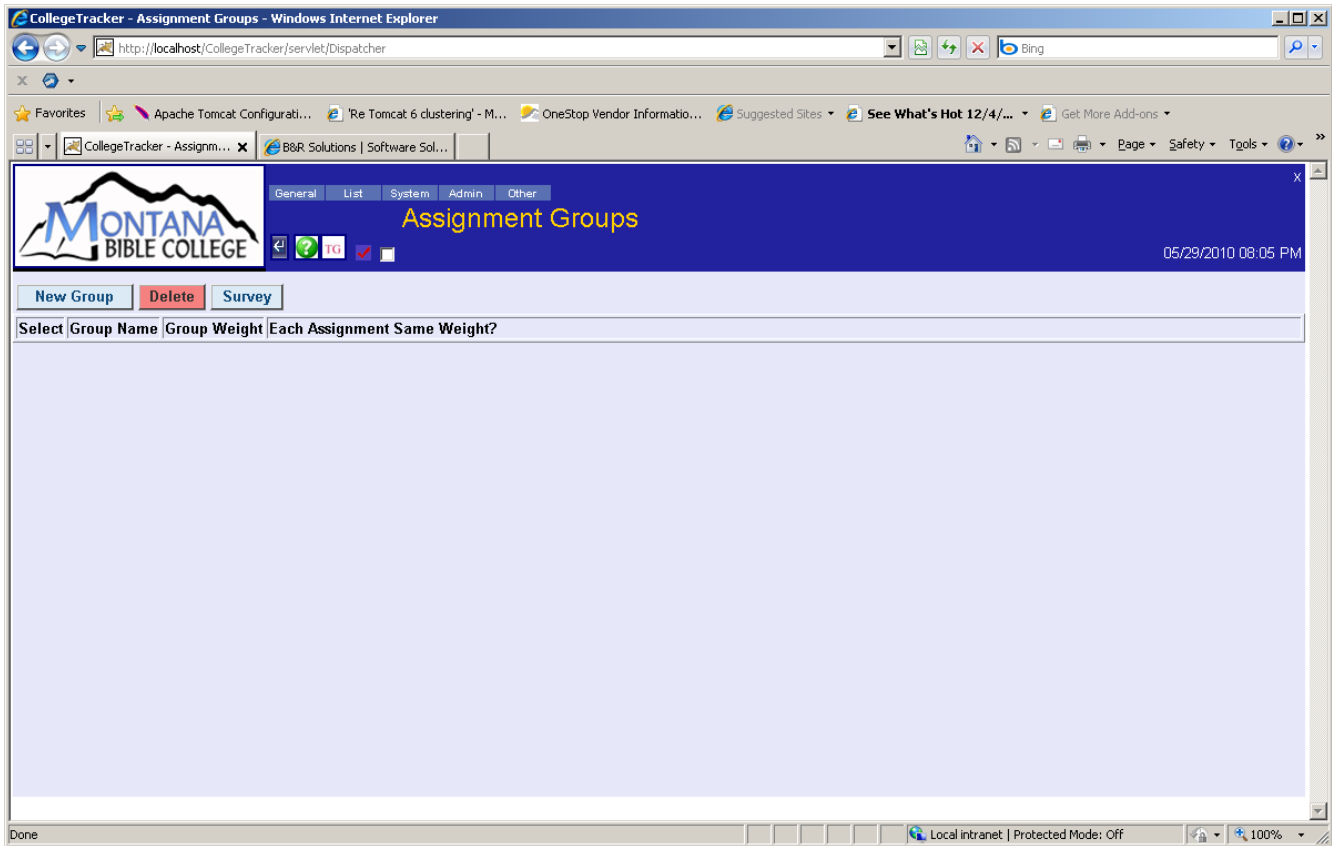 CollegeTracker - Assignment Groups - Windows Internet Explorer
http://localhost/CollegeTracker/servlet/Dispatcher
Bing
x
Favorites Apache Tomcat Configurati... 'Re Tomcat 6 clustering' - M... OneStop Vendor Informatio... Suggested Sites See What's Hot 12/4/... Get More Add-ons
CollegeTracker - Assignm... x B&R Solutions | Software Sol... Page Safety Tools »
X
MONTANA
BIBLE COLLEGE
General List System Admin Other
Assignment Groups
TG
05/29/2010 08:05 PM
New Group Delete Survey
Select Group Name Group Weight Each Assignment Same Weight?
Done Local intranet | Protected Mode: Off 100%